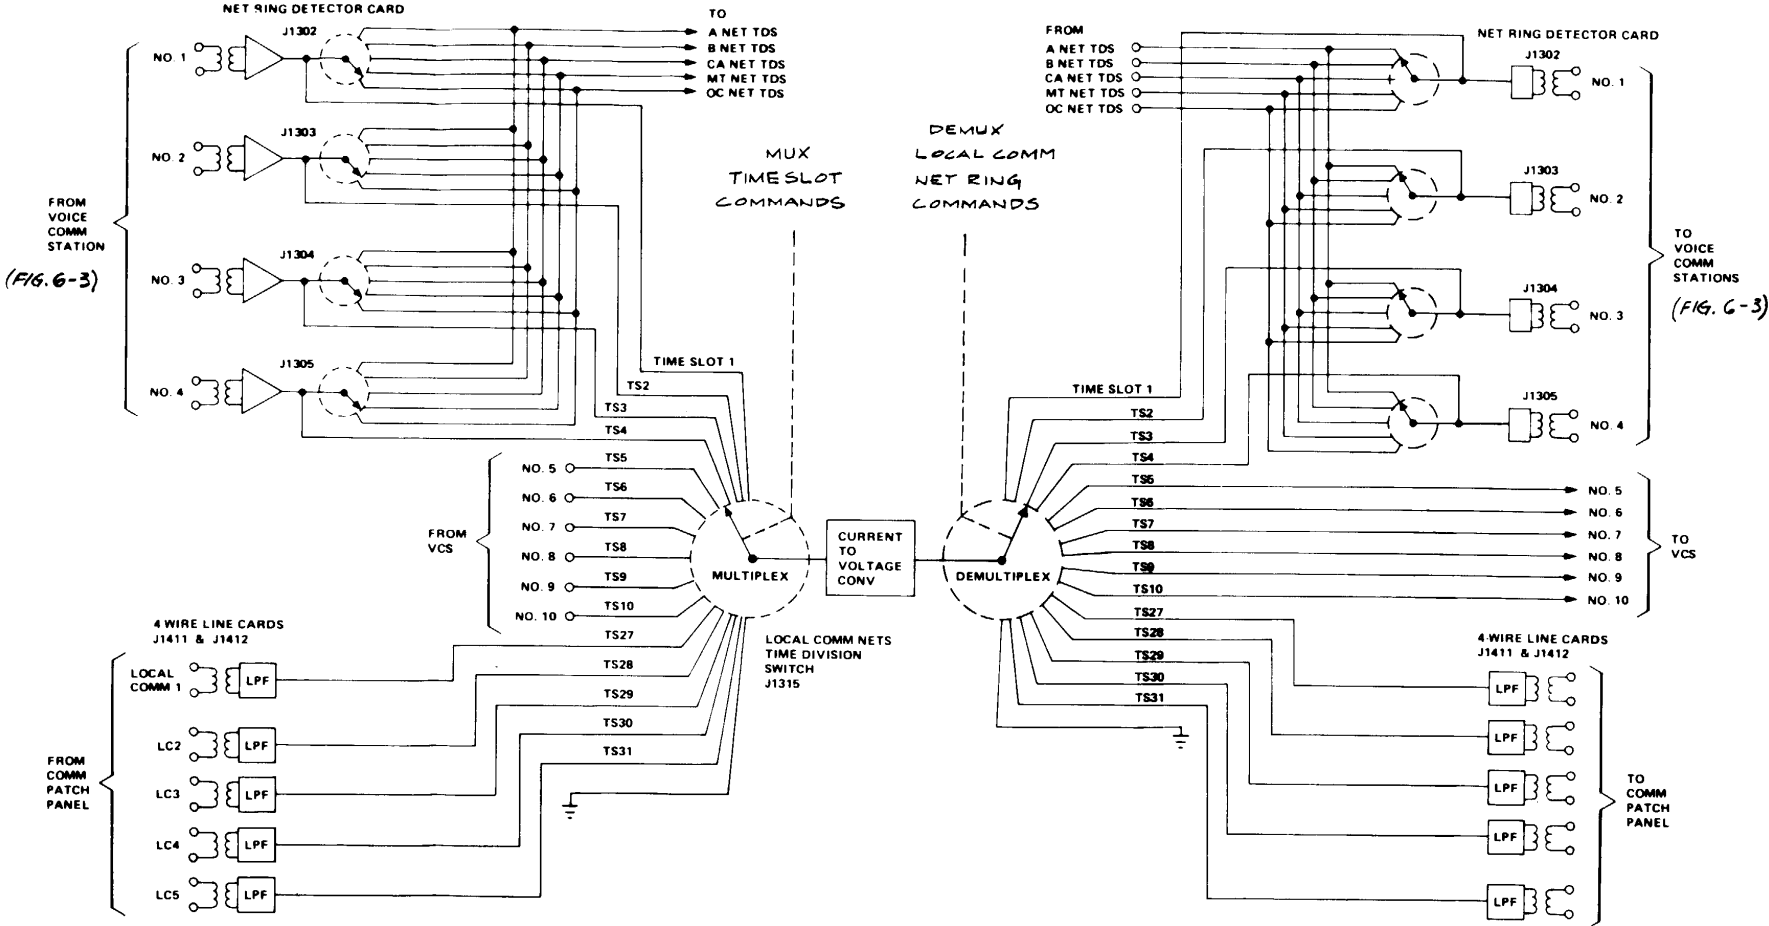 NET RING DETECTOR CARD
J1302
NO. 1
J1303
NO. 2
J1304
NO. 3
J1305
NO. 4
FROM
VOICE
COMM
STATION
(FIG. 6-3)
TO
A NET TDS
B NET TDS
CA NET TDS
MT NET TDS
OC NET TDS
MUX
TIMESLOT
COMMANDS
DEMUX
LOCAL COMM
NET RING
COMMANDS
FROM
A NET TDS
B NET TDS
CA NET TDS
MT NET TDS
OC NET TDS
NET RING DETECTOR CARD
J1302
NO. 1
J1303
NO. 2
J1304
NO. 3
J1305
NO. 4
TO
VOICE
COMM
STATIONS
(FIG. 6-3)
TIME SLOT 1
TS2
TS3
TS4
TS5
TS6
TS7
TS8
TS9
TS10
TS27
TS28
TS29
TS30
TS31
FROM
VCS
NO. 5
NO. 6
NO. 7
NO. 8
NO. 9
NO. 10
MULTIPLEX
CURRENT
TO
VOLTAGE
CONV
DEMULTIPLEX
LOCAL COMM NETS
TIME DIVISION
SWITCH
J1315
TIME SLOT 1
TS2
TS3
TS4
TS5
TS6
TS7
TS8
TS9
TS10
TS27
TS28
TS29
TS30
TS31
NO. 5
NO. 6
NO. 7
NO. 8
NO. 9
NO. 10
TO
VCS
4 WIRE LINE CARDS
J1411 & J1412
LOCAL
COMM 1
LPF
LC2
LPF
LC3
LPF
LC4
LPF
LC5
LPF
FROM
COMM
PATCH
PANEL
4-WIRE LINE CARDS
J1411 & J1412
LPF
LPF
LPF
LPF
LPF
TO
COMM
PATCH
PANEL